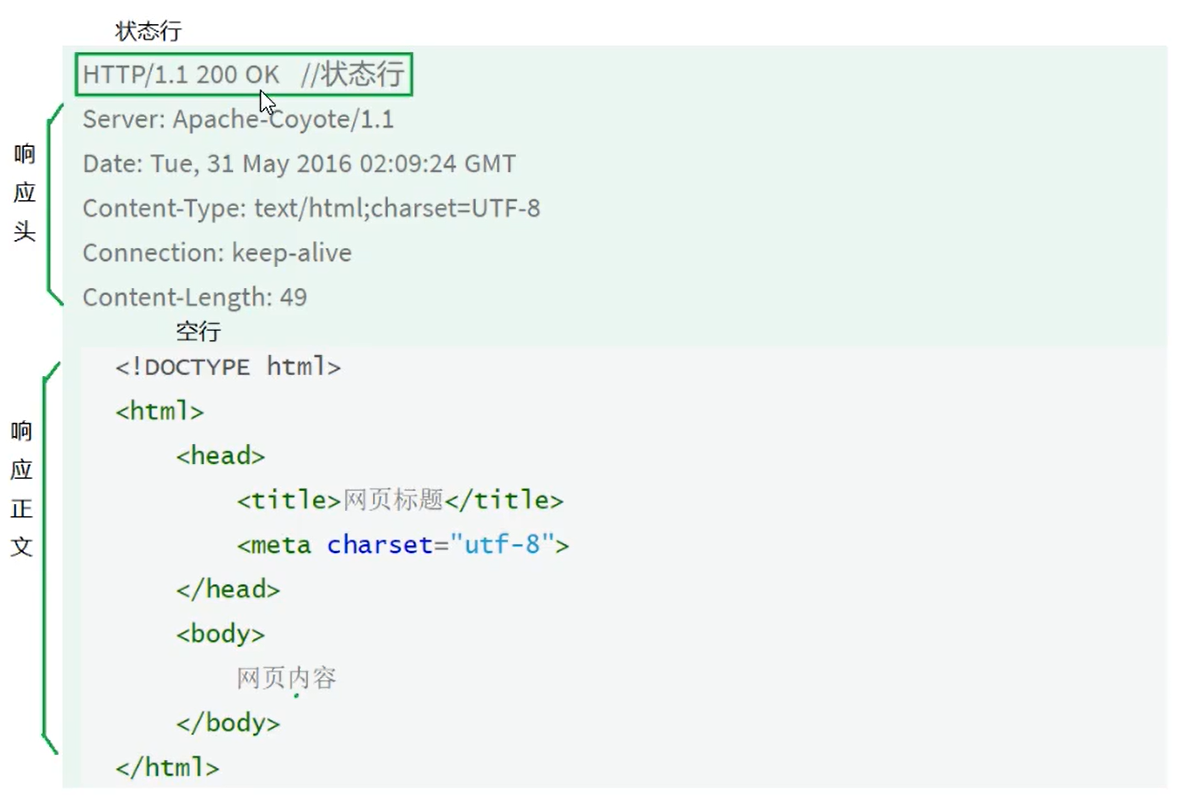 状态行
HTTP/1.1 200 OK //状态行
Server: Apache-Coyote/1.1
Date: Tue, 31 May 2016 02:09:24 GMT
Content-Type: text/html;charset=UTF-8
Connection: keep-alive
Content-Length: 49
响应头
空行
<!DOCTYPE html>
<html>
<head>
<title>网页标题</title>
<meta charset="utf-8">
</head>
<body>
网页内容
</body>
</html>
响应正文